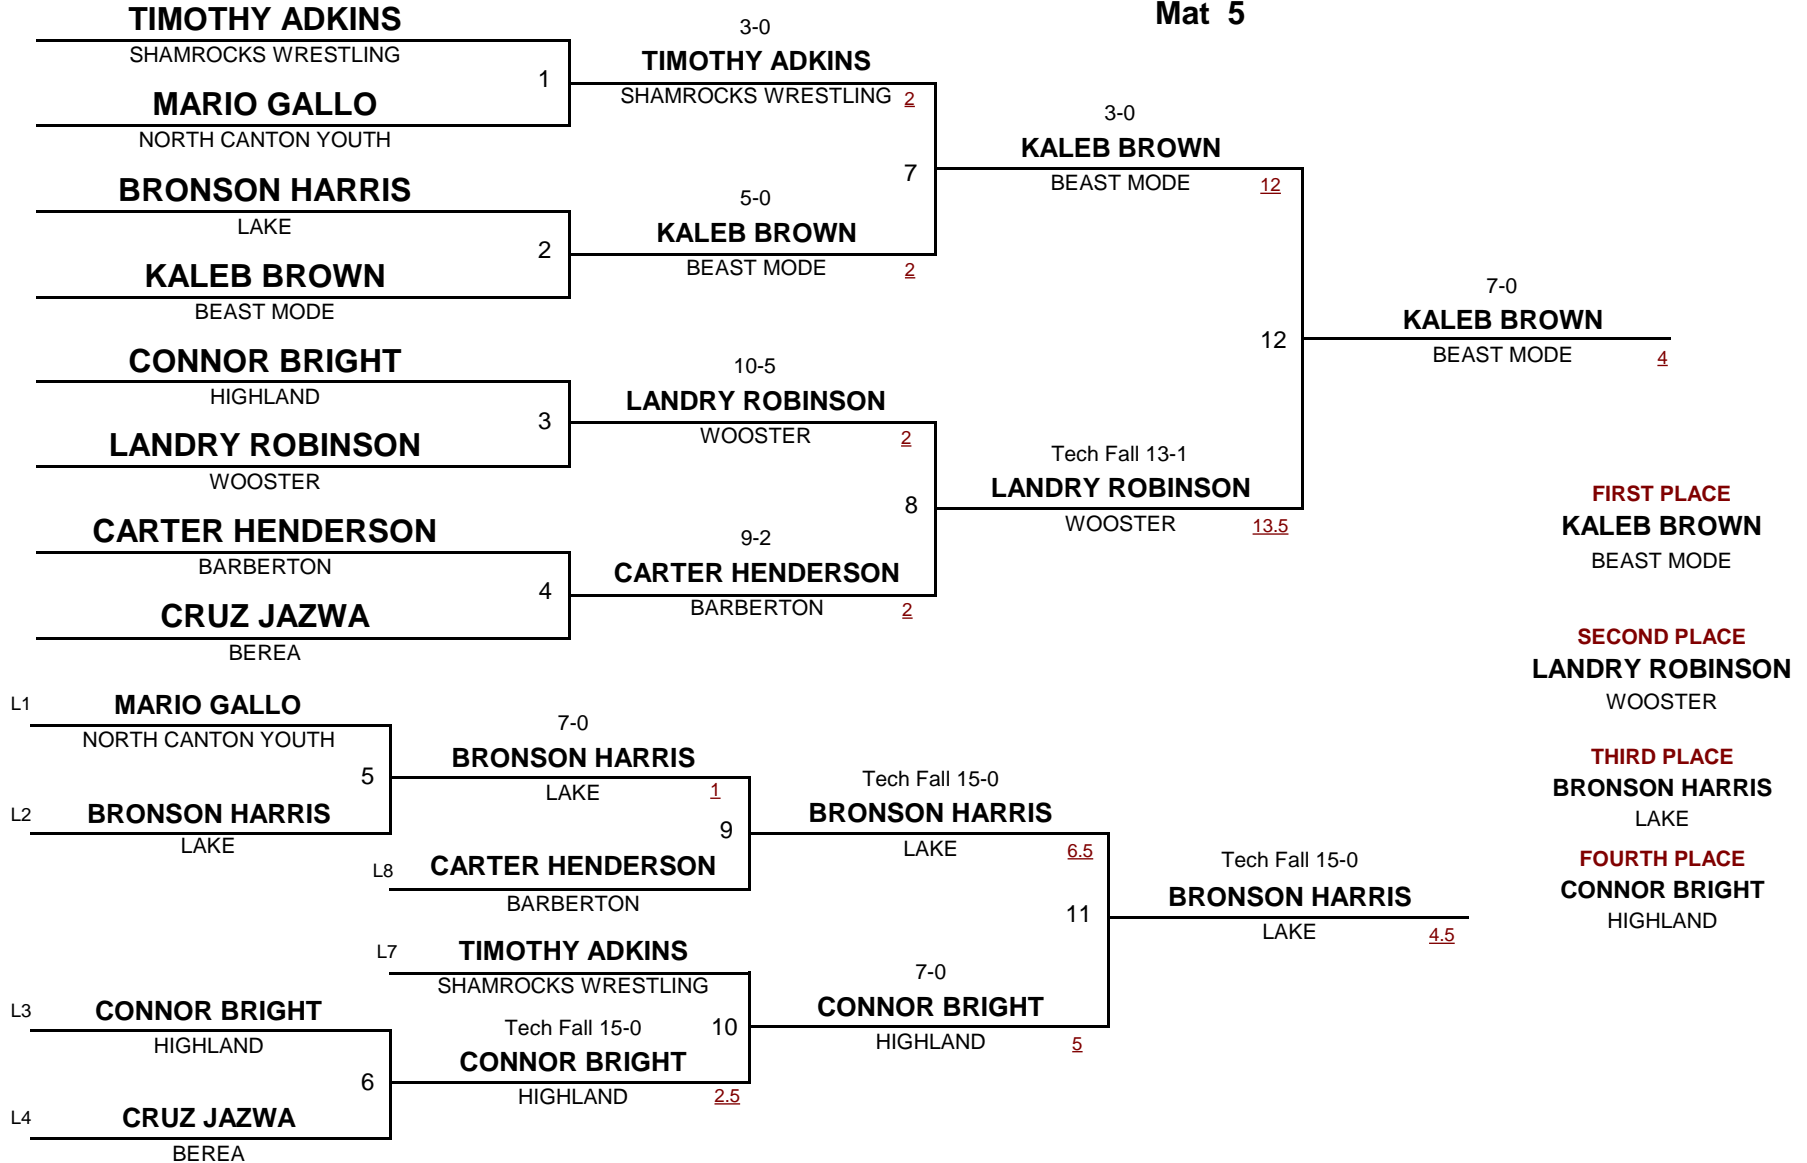 Mat 5
TIMOTHY ADKINS
SHAMROCKS WRESTLING
1
MARIO GALLO
NORTH CANTON YOUTH
BRONSON HARRIS
LAKE
2
KALEB BROWN
BEAST MODE
CONNOR BRIGHT
HIGHLAND
3
LANDRY ROBINSON
WOOSTER
CARTER HENDERSON
BARBERTON
4
CRUZ JAZWA
BEREA
3-0
TIMOTHY ADKINS
SHAMROCKS WRESTLING 2
7
5-0
KALEB BROWN
BEAST MODE 2
10-5
LANDRY ROBINSON
WOOSTER 2
8
9-2
CARTER HENDERSON
BARBERTON 2
3-0
KALEB BROWN
BEAST MODE 12
12
Tech Fall 13-1
LANDRY ROBINSON
WOOSTER 13.5
7-0
KALEB BROWN
BEAST MODE 4
FIRST PLACE
KALEB BROWN
BEAST MODE
SECOND PLACE
LANDRY ROBINSON
WOOSTER
THIRD PLACE
BRONSON HARRIS
LAKE
FOURTH PLACE
CONNOR BRIGHT
HIGHLAND
L1 MARIO GALLO
NORTH CANTON YOUTH
5
L2 BRONSON HARRIS
LAKE
7-0
BRONSON HARRIS
LAKE 1
9
L8 CARTER HENDERSON
BARBERTON
L7 TIMOTHY ADKINS
SHAMROCKS WRESTLING
L3 CONNOR BRIGHT
HIGHLAND
6
L4 CRUZ JAZWA
BEREA
Tech Fall 15-0 10
CONNOR BRIGHT
HIGHLAND 2.5
Tech Fall 15-0
BRONSON HARRIS
LAKE 6.5
11
7-0
CONNOR BRIGHT
HIGHLAND 5
Tech Fall 15-0
BRONSON HARRIS
LAKE 4.5